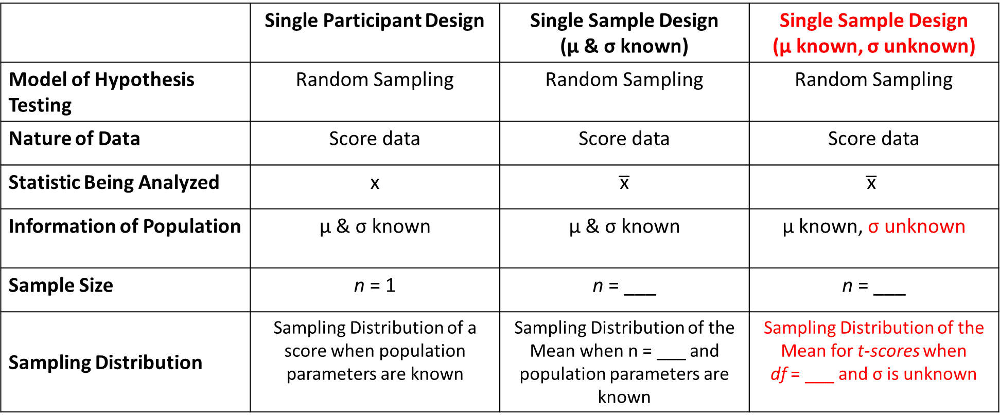 Single Participant Design
Single Sample Design
(μ & σ known)
Single Sample Design
(μ known, σ unknown)
Model of Hypothesis
Testing
Random Sampling
Random Sampling
Random Sampling
Nature of Data
Score data
Score data
Score data
Statistic Being Analyzed
x
x̅
x̅
Information of Population
μ & σ known
μ & σ known
μ known, σ unknown
Sample Size
n = 1
n = ___
n = ___
Sampling Distribution
Sampling Distribution of a
score when population
parameters are known
Sampling Distribution of the
Mean when n = ___ and
population parameters are
known
Sampling Distribution of the
Mean for t-scores when
df = ___ and σ is unknown